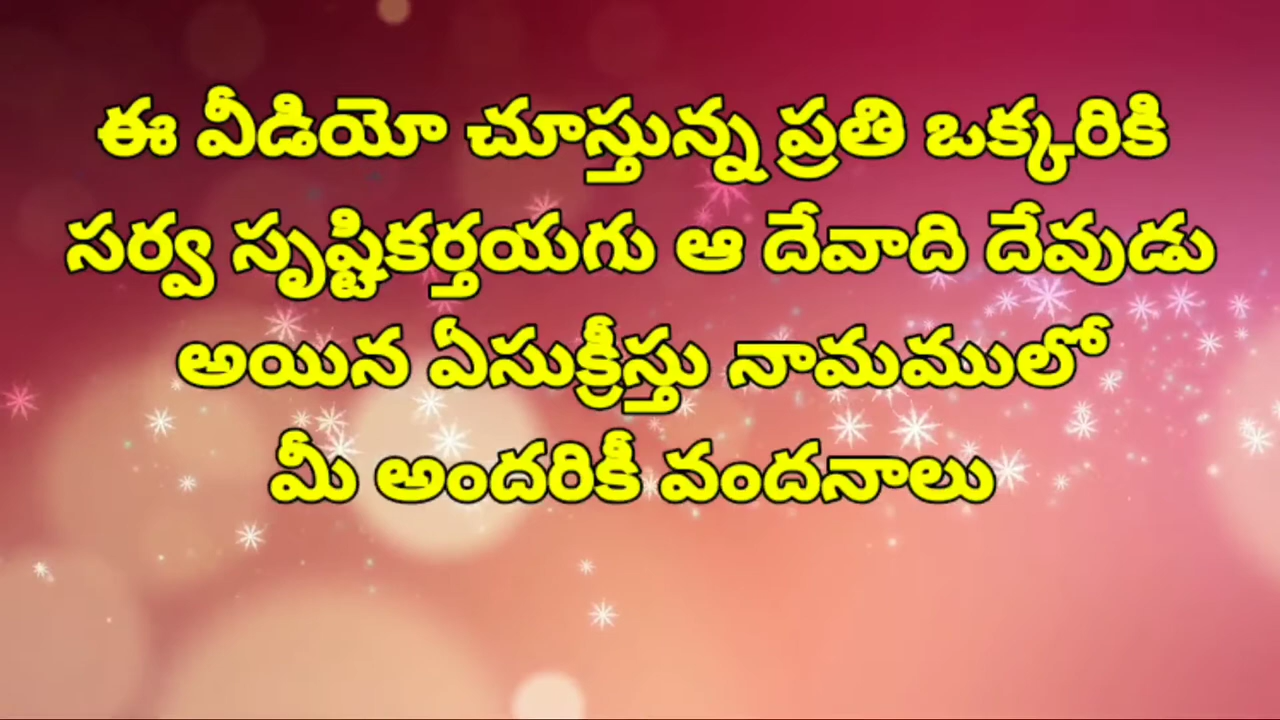 ఈ వీడియో చూస్తున్న ప్రతి ఒక్కరికి
సర్వ సృష్టికర్తయగు ఆ దేవాది దేవుడు
అయిన ఏసుక్రీస్తు నామములో
మీ అందరికీ వందనాలు